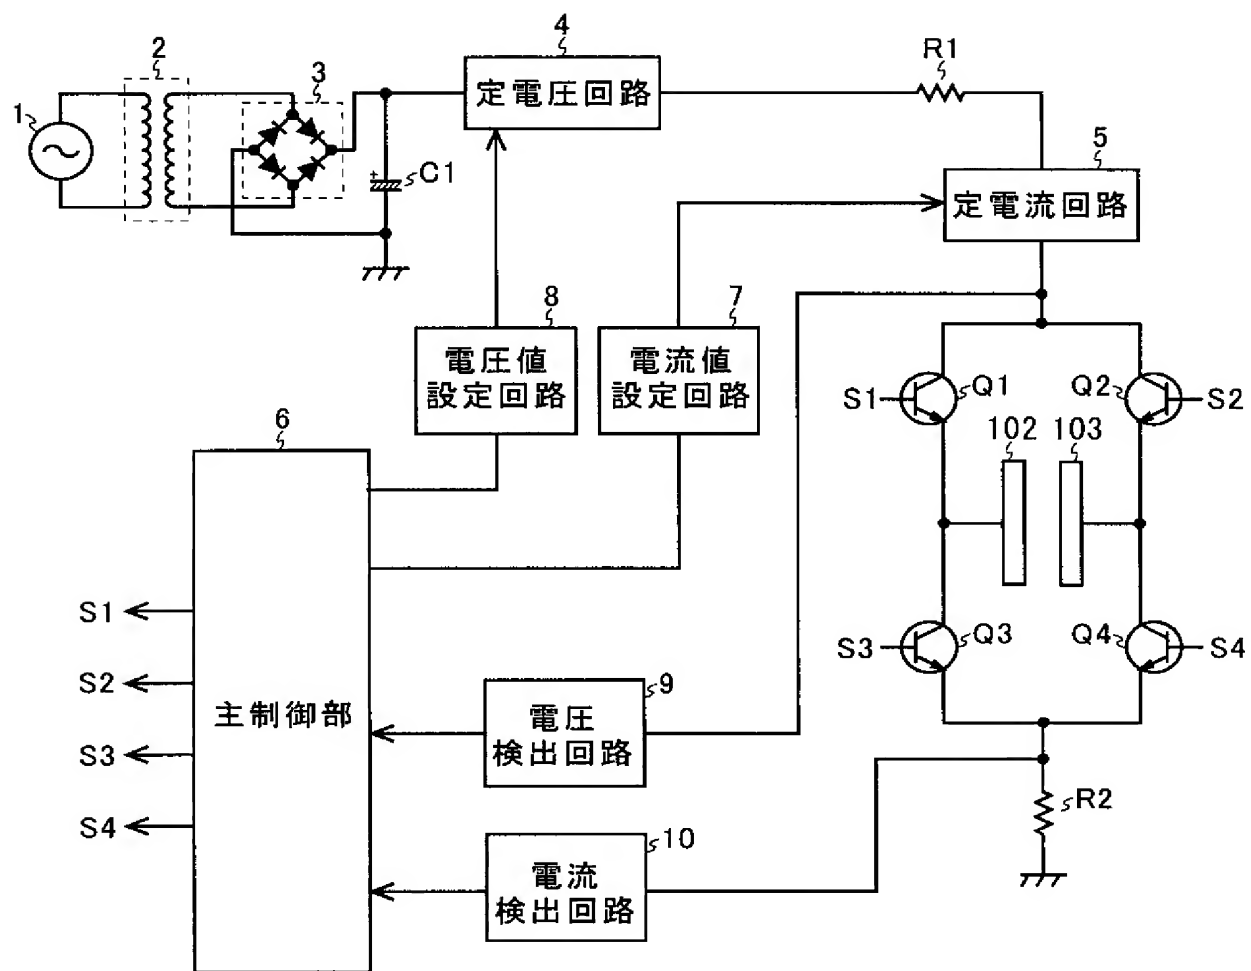 1
2
3
C1
4
定電圧回路
R1
5
定電流回路
8
電圧値
設定回路
7
電流値
設定回路
S1
Q1
Q2
S2
102
103
6
主制御部
S1
S2
S3
S4
S3
Q3
Q4
S4
9
電圧
検出回路
10
電流
検出回路
R2